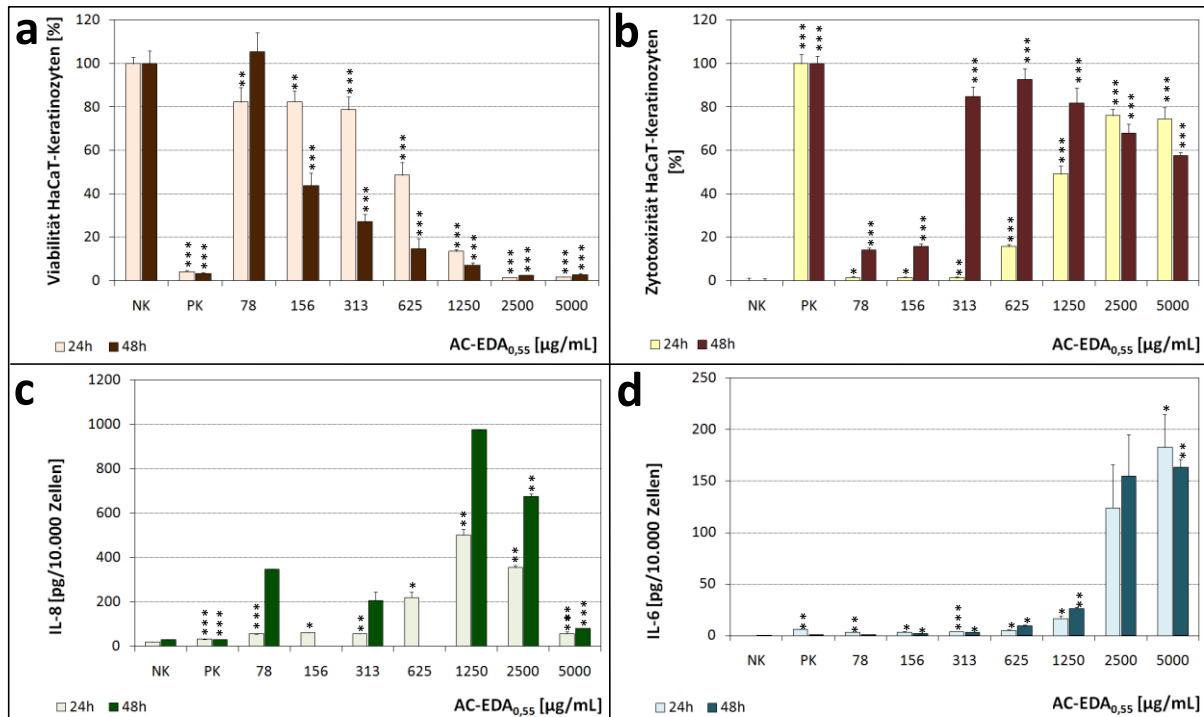 a
Viabilität HaCaT-Keratinozyten [%]
120
100
80
60
40
20
0
** ** *** *** *** *** *** *** *** *** *** *** *** *** ***
NK PK 78 156 313 625 1250 2500 5000
24h 48h
AC-EDA0,55 [µg/mL]
b
Zytotoxizität HaCaT-Keratinozyten
[%]
120
100
80
60
40
20
0
*** *** * *** * *** ** *** *** *** *** *** *** *** *** ***
NK PK 78 156 313 625 1250 2500 5000
24h 48h
AC-EDA0,55 [µg/mL]
c
IL-8 [pg/10.000 Zellen]
1200
1000
800
600
400
200
0
*** *** *** * ** * ** ** ** ** ***
NK PK 78 156 313 625 1250 2500 5000
24h 48h
AC-EDA0,55 [µg/mL]
d
IL-6 [pg/10.000 Zellen]
250
200
150
100
50
0
** ** * * *** * * * * ** * **
NK PK 78 156 313 625 1250 2500 5000
24h 48h
AC-EDA0,55 [µg/mL]